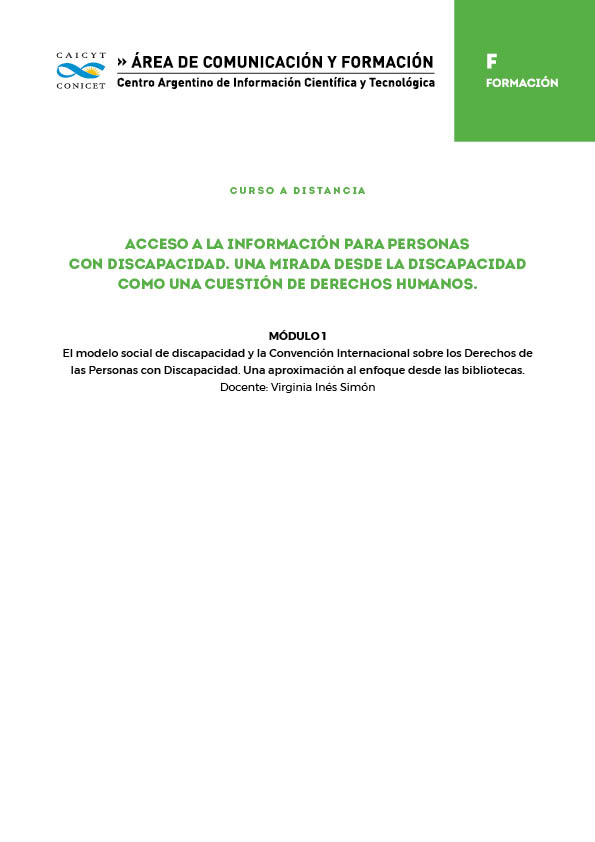 CAICYT
CONICET
» ÁREA DE COMUNICACIÓN Y FORMACIÓN
Centro Argentino de Información Científica y Tecnológica
F
FORMACIÓN
CURSO A DISTANCIA
ACCESO A LA INFORMACIÓN PARA PERSONAS
CON DISCAPACIDAD. UNA MIRADA DESDE LA DISCAPACIDAD
COMO UNA CUESTIÓN DE DERECHOS HUMANOS.
MÓDULO 1
El modelo social de discapacidad y la Convención Internacional sobre los Derechos de
las Personas con Discapacidad. Una aproximación al enfoque desde las bibliotecas.
Docente: Virginia Inés Simón